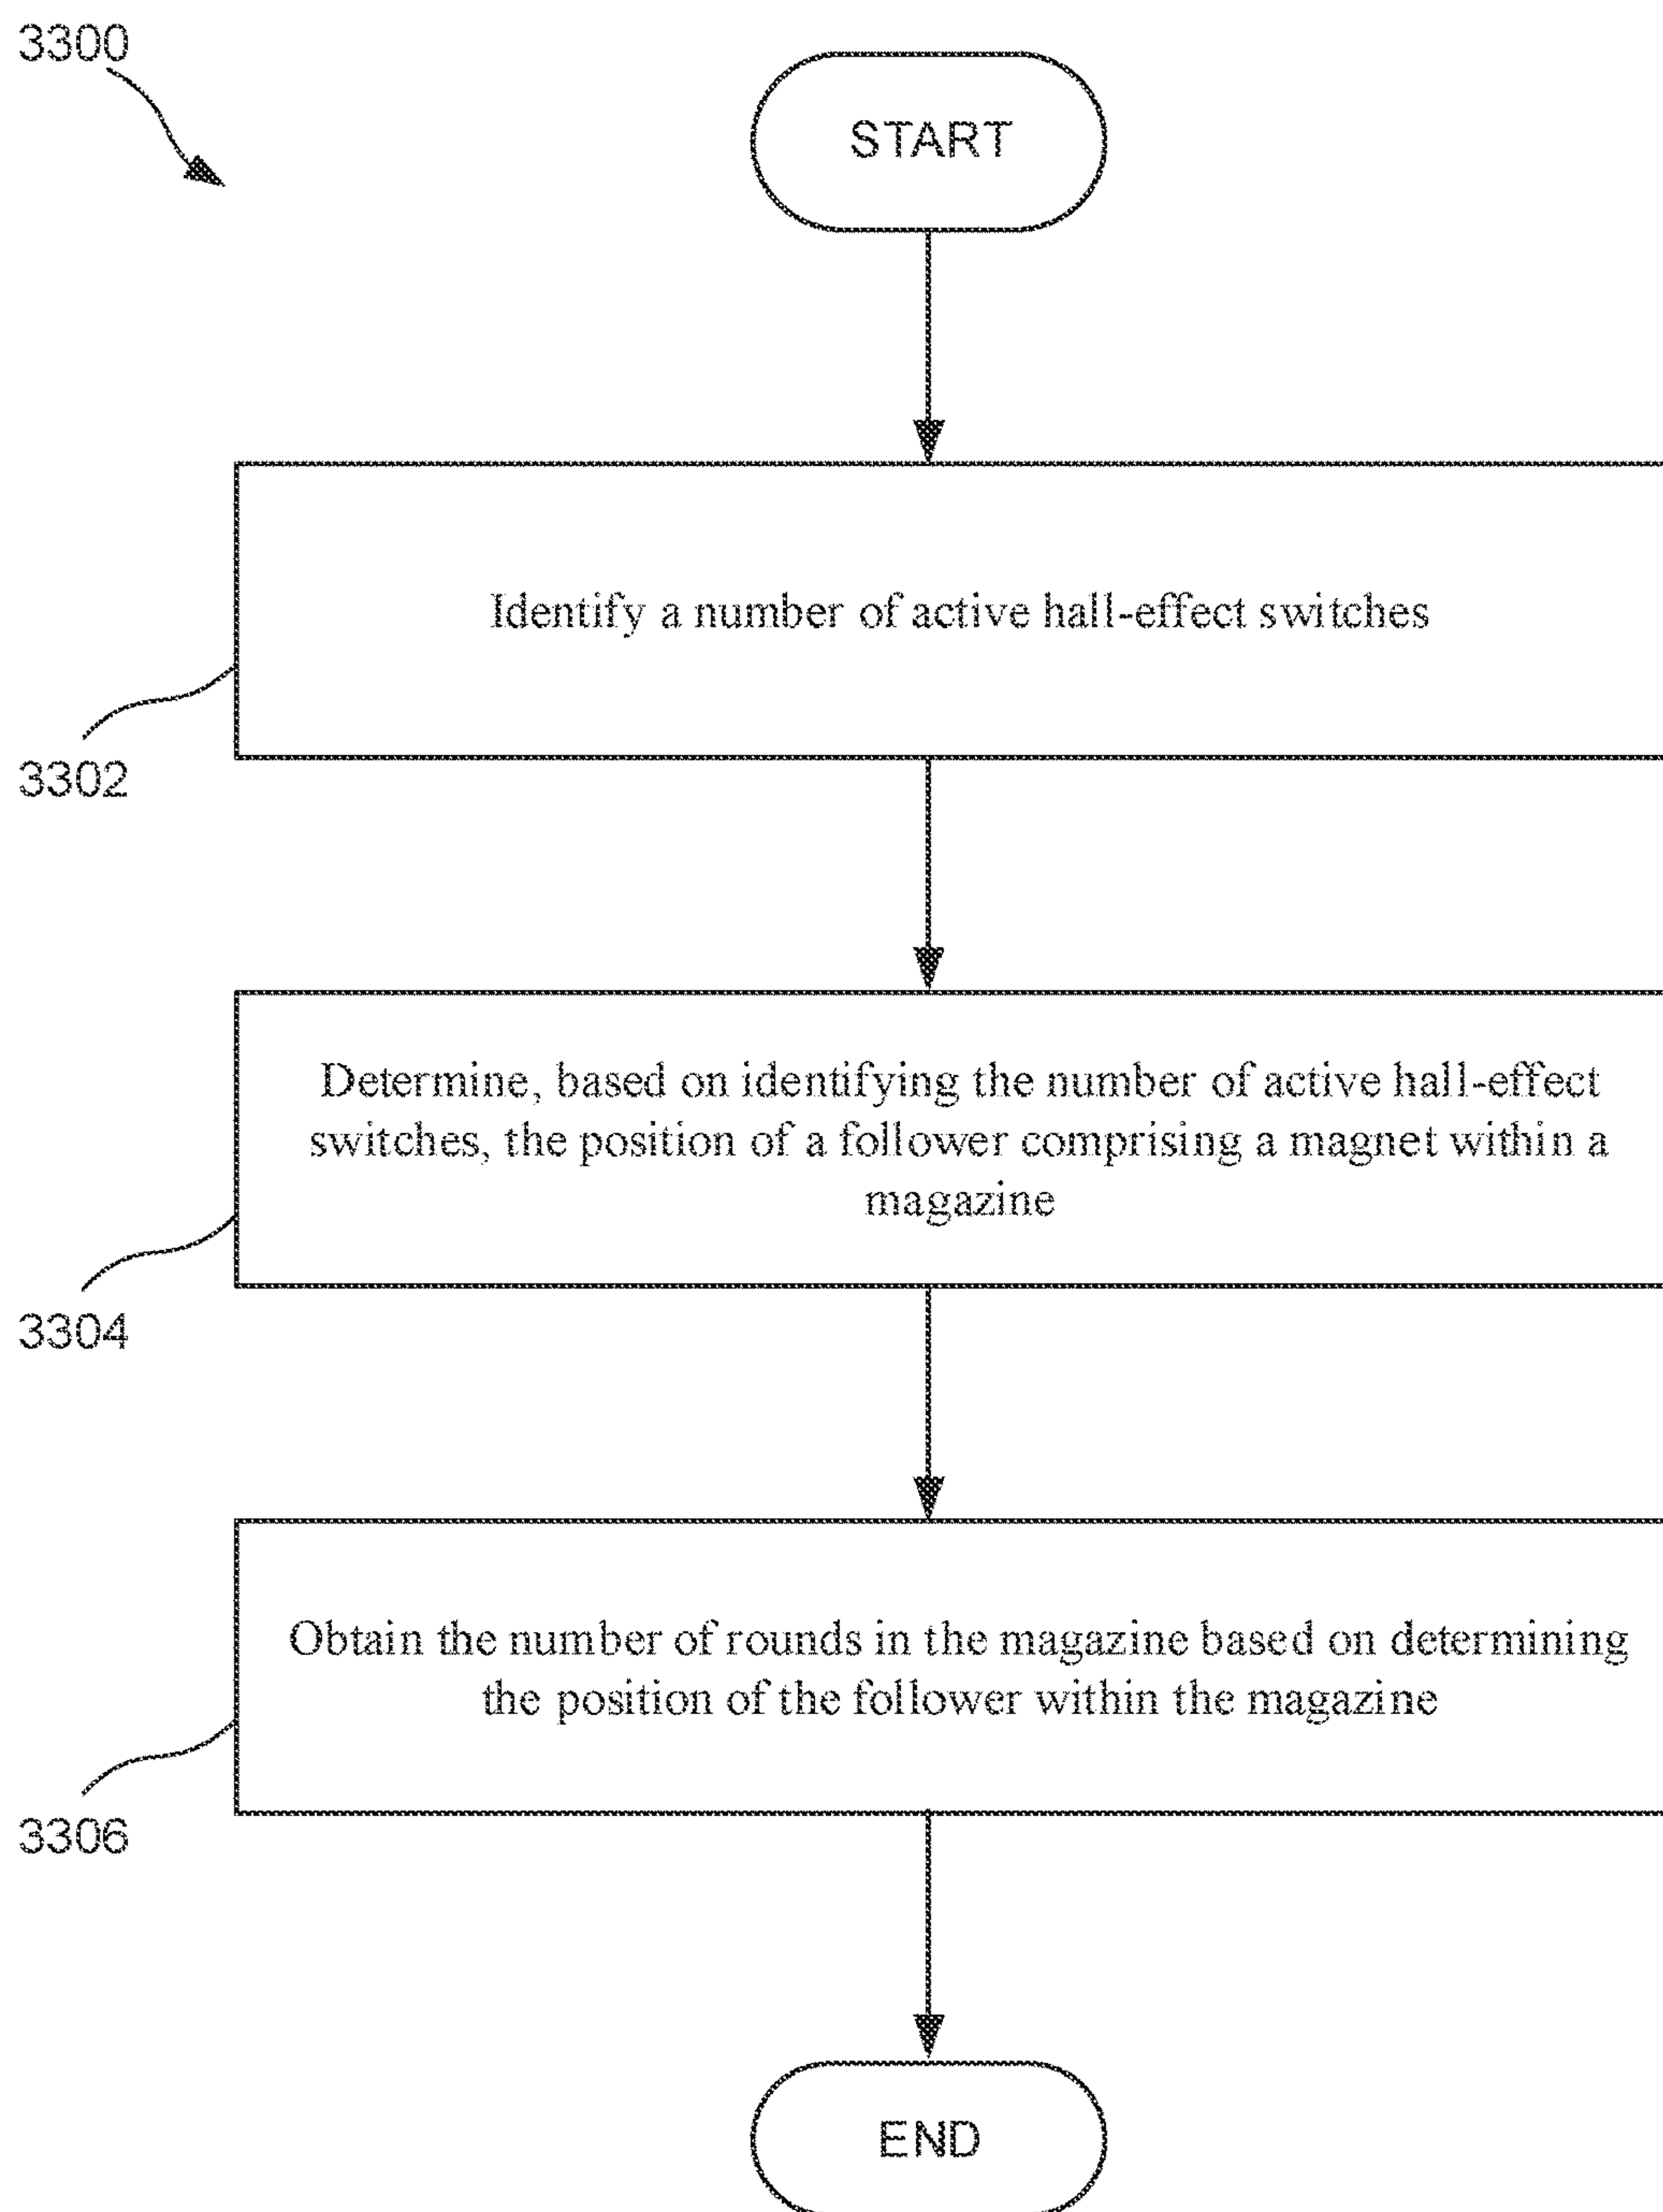 3300
START
Identify a number of active hall-effect switches
3302
Determine, based on identifying the number of active hall-effect
switches, the position of a follower comprising a magnet within a
magazine
3304
Obtain the number of rounds in the magazine based on determining
the position of the follower within the magazine
3306
END